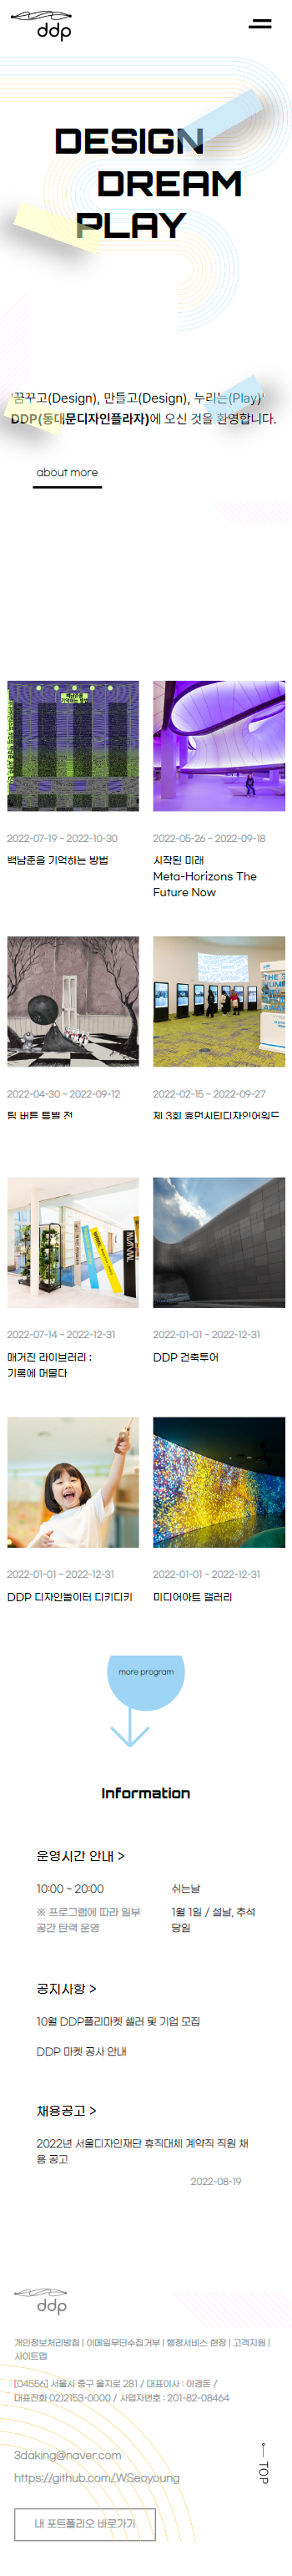 ddp
DESIGN
DREAM
PLAY
'꿈꾸고(Design), 만들고(Design), 누리는(Play)'
DDP(동대문디자인플라자)에 오신 것을 환영합니다.
about more
2022-07-19 ~ 2022-10-30
백남준을 기억하는 방법
2022-05-26 ~ 2022-09-18
시작된 미래
Meta-Horizons The
Future Now
2022-04-30 ~ 2022-09-12
팀 버튼 특별 전
2022-02-15 ~ 2022-09-27
제 3회 휴먼시티디자인어워드
2022-07-14 ~ 2022-12-31
매거진 라이브러리 :
기록에 머물다
2022-01-01 ~ 2022-12-31
DDP 건축투어
2022-01-01 ~ 2022-12-31
DDP 디자인놀이터 디키디키
2022-01-01 ~ 2022-12-31
미디어아트 갤러리
more program
Information
운영시간 안내 >
10:00 ~ 20:00
※ 프로그램에 따라 일부
공간 탄력 운영
쉬는날
1월 1일 / 설날, 추석
당일
공지사항 >
10월 DDP플리마켓 셀러 및 기업 모집
DDP 마켓 공사 안내
채용공고 >
2022년 서울디자인재단 휴직대체 계약직 직원 채
용 공고
2022-08-19
ddp
개인정보처리방침 | 이메일무단수집거부 | 행정서비스 현장 | 고객지원 |
사이트맵
[04556] 서울시 중구 을지로 281 / 대표이사 : 이경돈 /
대표전화 02)2153-0000 / 사업자번호 : 201-82-08464
3daking@naver.com
https://github.com/WSeoyoung
TOP
내 포트폴리오 바로가기